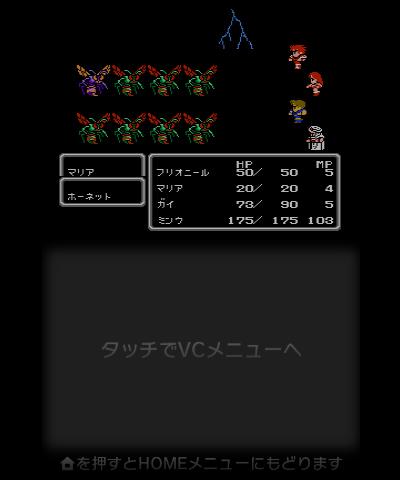 HP MP
マリア
ホーネット
フリオニール 50/ 50 5
マリア 20/ 20 4
ガイ 73/ 90 5
ミンウ 175/ 175 103
タッチでVCメニューへ
を押すとHOMEメニューにもどります